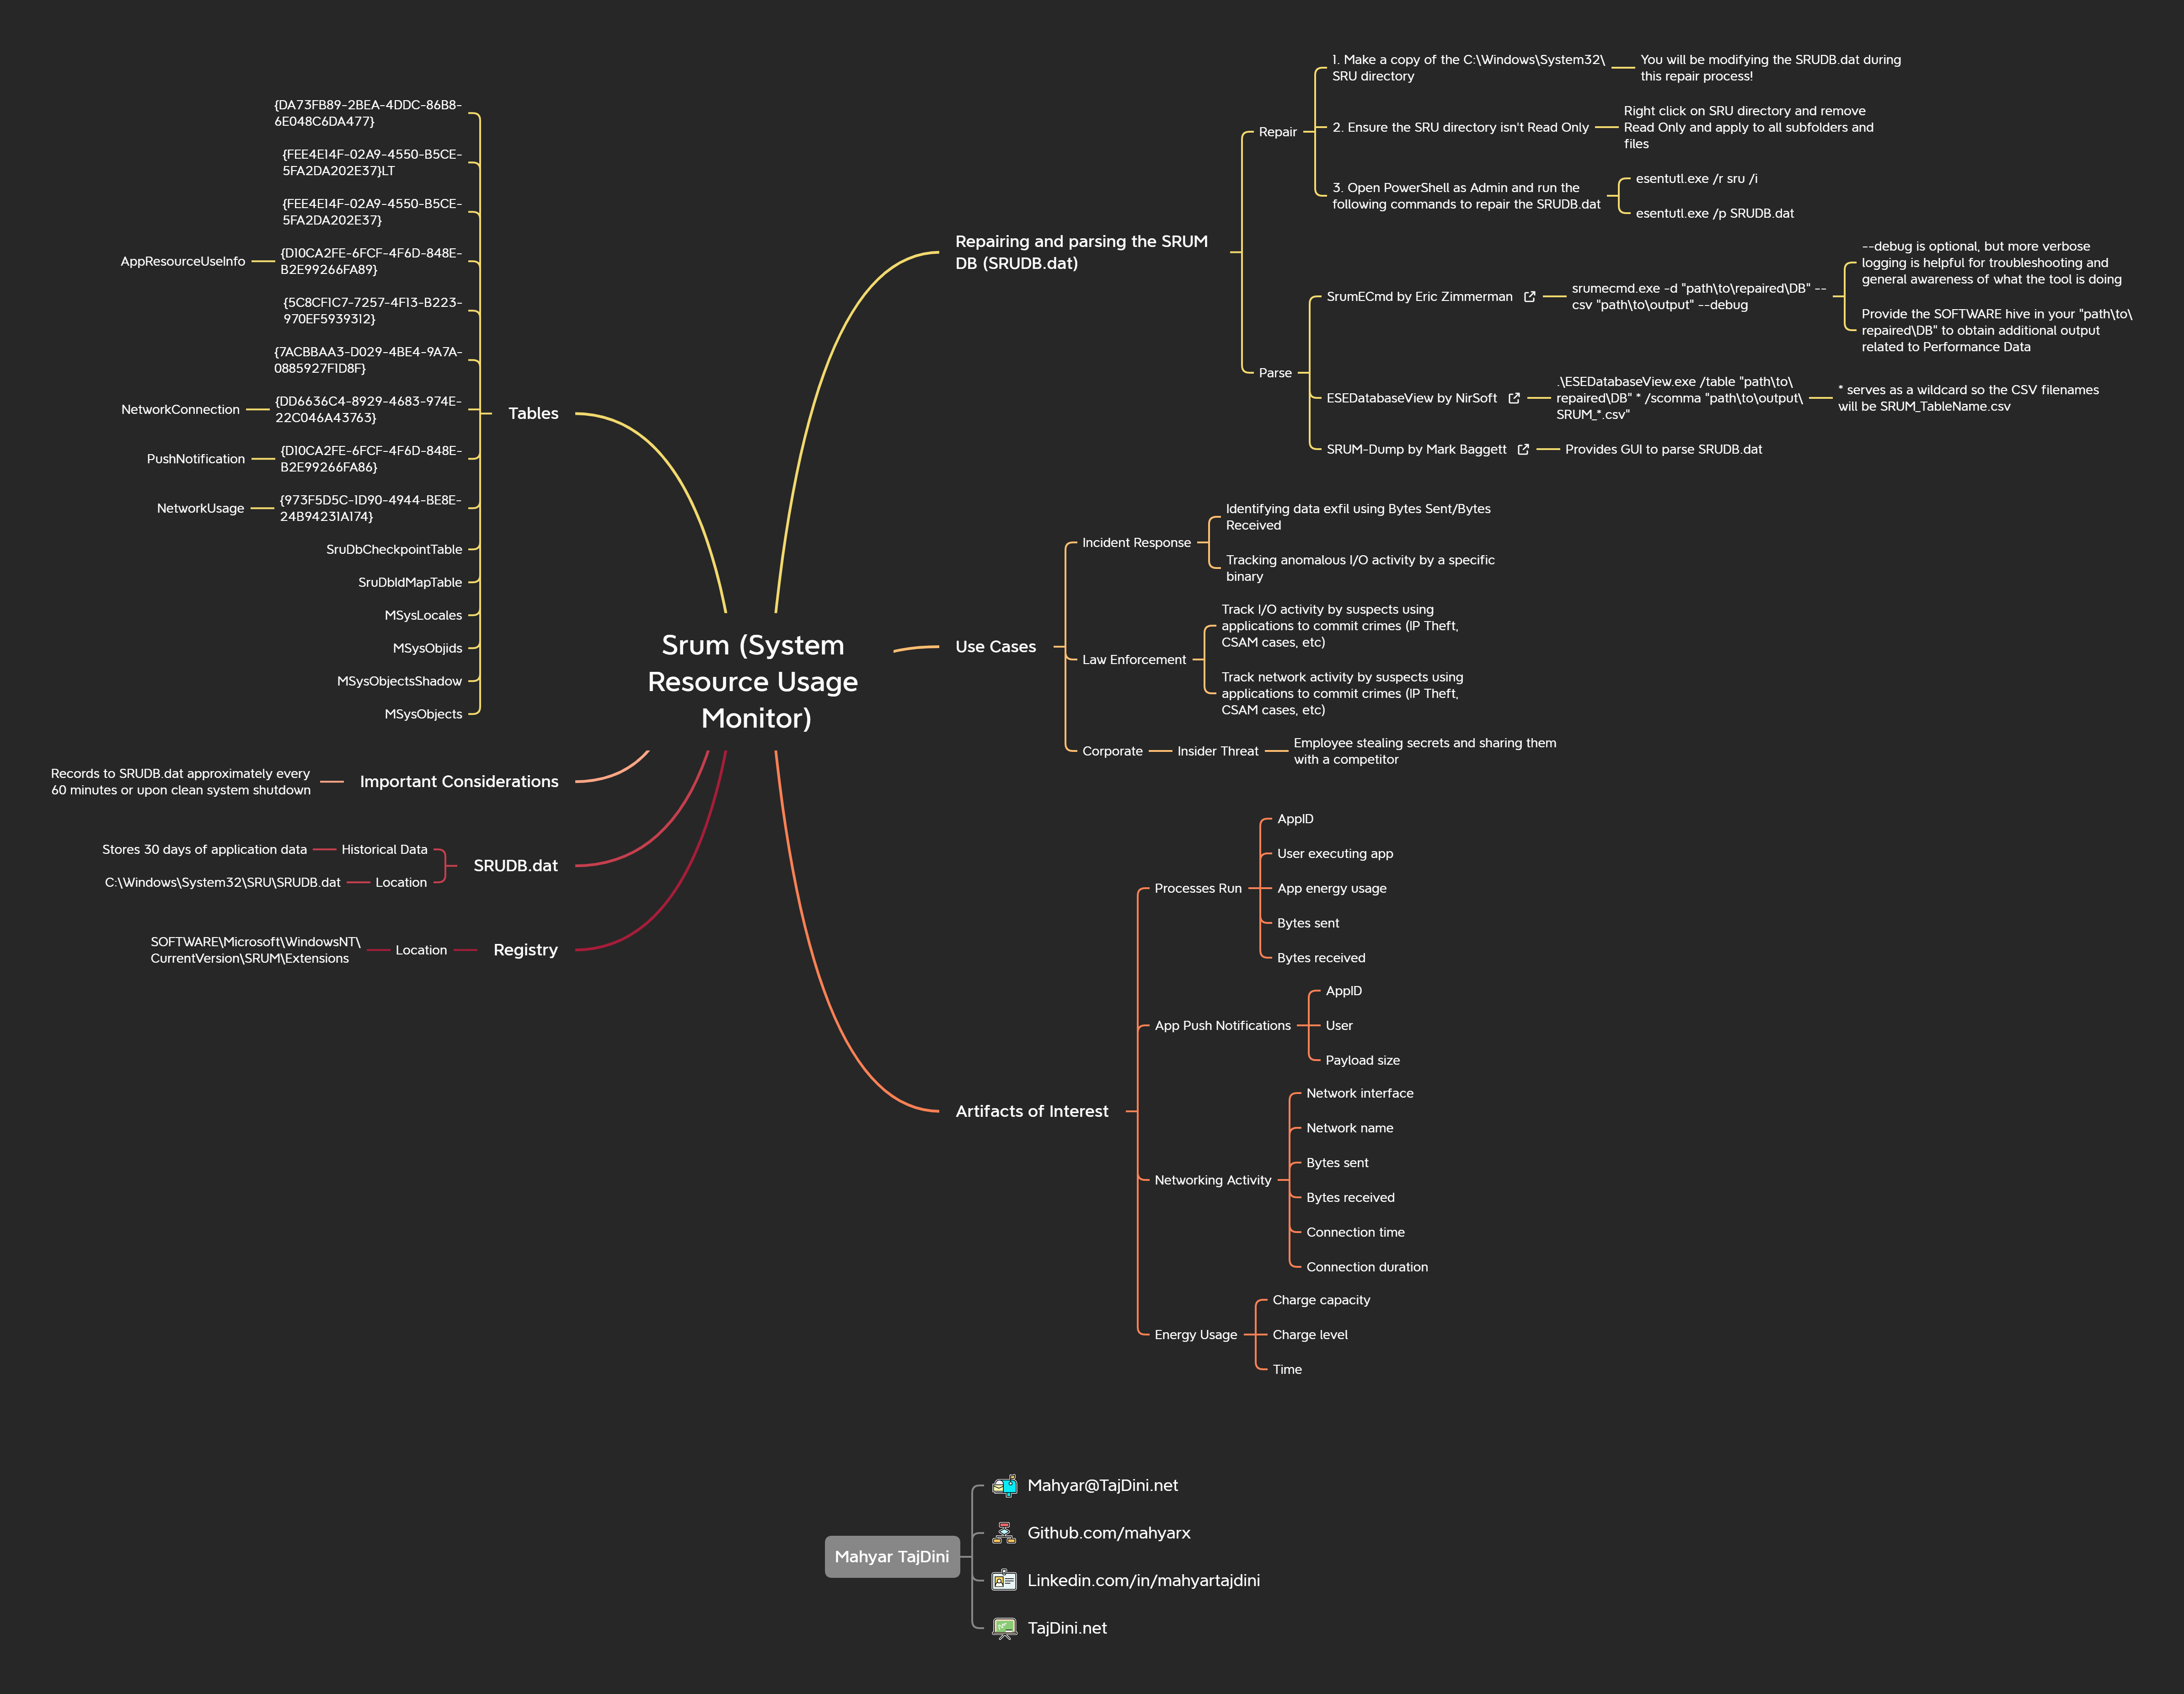 Srum (System
Resource Usage
Monitor)
Repairing and parsing the SRUM
DB (SRUDB.dat)
Repair
1. Make a copy of the C:\Windows\System32\
SRU directory
You will be modifying the SRUDB.dat during
this repair process!
2. Ensure the SRU directory isn't Read Only
Right click on SRU directory and remove
Read Only and apply to all subfolders and
files
3. Open PowerShell as Admin and run the
following commands to repair the SRUDB.dat
esentutl.exe /r sru /i
esentutl.exe /p SRUDB.dat
Parse
SrumECmd by Eric Zimmerman
srumecmd.exe -d "path\to\repaired\DB" --
csv "path\to\output" --debug
--debug is optional, but more verbose
logging is helpful for troubleshooting and
general awareness of what the tool is doing
Provide the SOFTWARE hive in your "path\to\
repaired\DB" to obtain additional output
related to Performance Data
ESEDatabaseView by NirSoft
.\ESEDatabaseView.exe /table "path\to\
repaired\DB" * /scomma "path\to\output\
SRUM_*.csv"
* serves as a wildcard so the CSV filenames
will be SRUM_TableName.csv
SRUM-Dump by Mark Baggett
Provides GUI to parse SRUDB.dat
Use Cases
Incident Response
Identifying data exfil using Bytes Sent/Bytes
Received
Tracking anomalous I/O activity by a specific
binary
Law Enforcement
Track I/O activity by suspects using
applications to commit crimes (IP Theft,
CSAM cases, etc)
Track network activity by suspects using
applications to commit crimes (IP Theft,
CSAM cases, etc)
Corporate
Insider Threat
Employee stealing secrets and sharing them
with a competitor
Artifacts of Interest
Processes Run
AppID
User executing app
App energy usage
Bytes sent
Bytes received
App Push Notifications
AppID
User
Payload size
Networking Activity
Network interface
Network name
Bytes sent
Bytes received
Connection time
Connection duration
Energy Usage
Charge capacity
Charge level
Time
Tables
{DA73FB89-2BEA-4DDC-86B8-
6E048C6DA477}
{FEE4E14F-02A9-4550-B5CE-
5FA2DA202E37}LT
{FEE4E14F-02A9-4550-B5CE-
5FA2DA202E37}
{D10CA2FE-6FCF-4F6D-848E-
B2E99266FA89}
AppResourceUseInfo
{5C8CF1C7-7257-4F13-B223-
970EF5939312}
{7ACBBAA3-D029-4BE4-9A7A-
0885927F1D8F}
{DD6636C4-8929-4683-974E-
22C046A43763}
NetworkConnection
{D10CA2FE-6FCF-4F6D-848E-
B2E99266FA86}
PushNotification
{973F5D5C-1D90-4944-BE8E-
24B94231A174}
NetworkUsage
SruDbCheckpointTable
SruDbIdMapTable
MSysLocales
MSysObjids
MSysObjectsShadow
MSysObjects
Important Considerations
Records to SRUDB.dat approximately every
60 minutes or upon clean system shutdown
SRUDB.dat
Historical Data
Stores 30 days of application data
Location
C:\Windows\System32\SRU\SRUDB.dat
Registry
Location
SOFTWARE\Microsoft\WindowsNT\
CurrentVersion\SRUM\Extensions
Mahyar TajDini
Mahyar@TajDini.net
Github.com/mahyarx
Linkedin.com/in/mahyartajdini
TajDini.net